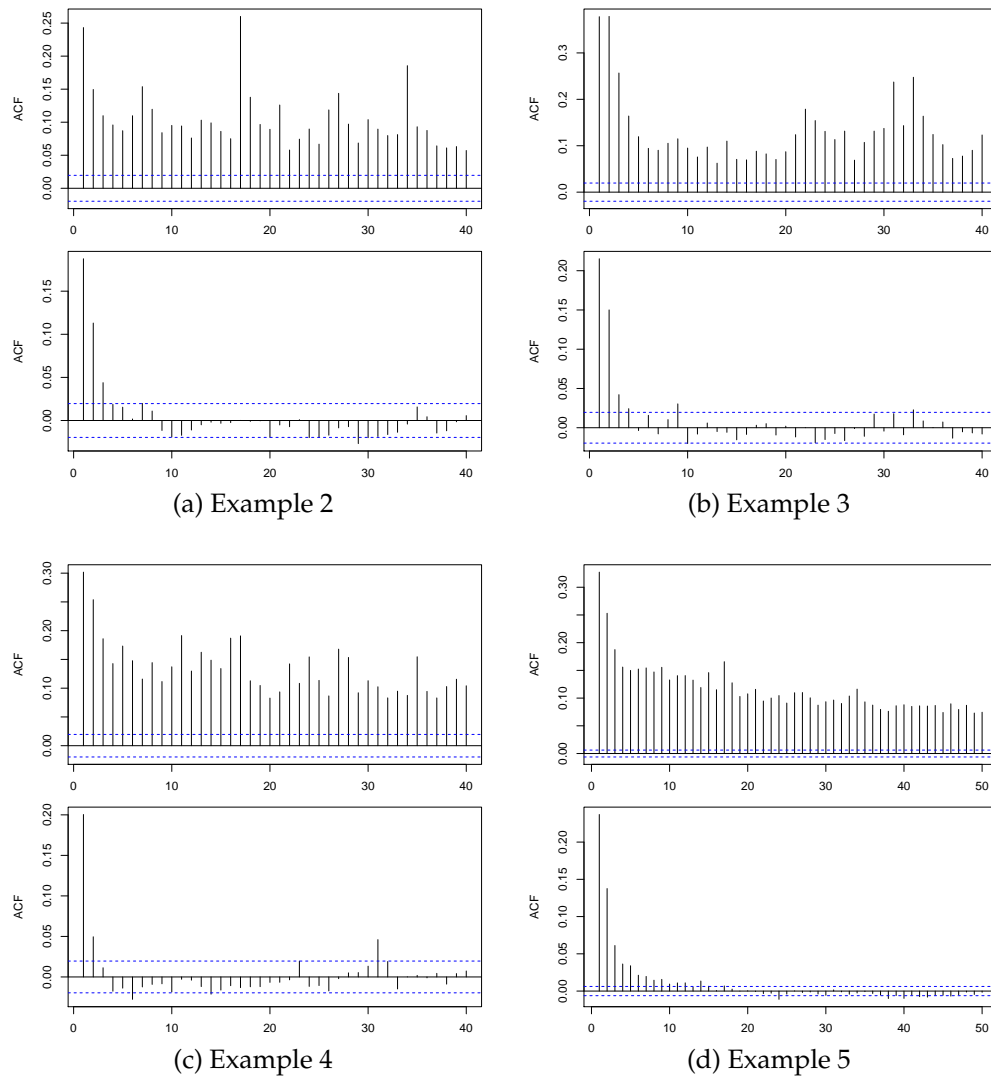 ACF
0.00 0.05 0.10 0.15 0.20 0.25
0 10 20 30 40
ACF
0.00 0.05 0.10 0.15
0 10 20 30 40
(a) Example 2
ACF
0.0 0.1 0.2 0.3
0 10 20 30 40
ACF
0.00 0.05 0.10 0.15 0.20
0 10 20 30 40
(b) Example 3
ACF
0.00 0.10 0.20 0.30
0 10 20 30 40
ACF
0.00 0.05 0.10 0.15 0.20
0 10 20 30 40
(c) Example 4
ACF
0.00 0.10 0.20 0.30
0 10 20 30 40 50
ACF
0.00 0.05 0.10 0.15 0.20
0 10 20 30 40 50
(d) Example 5